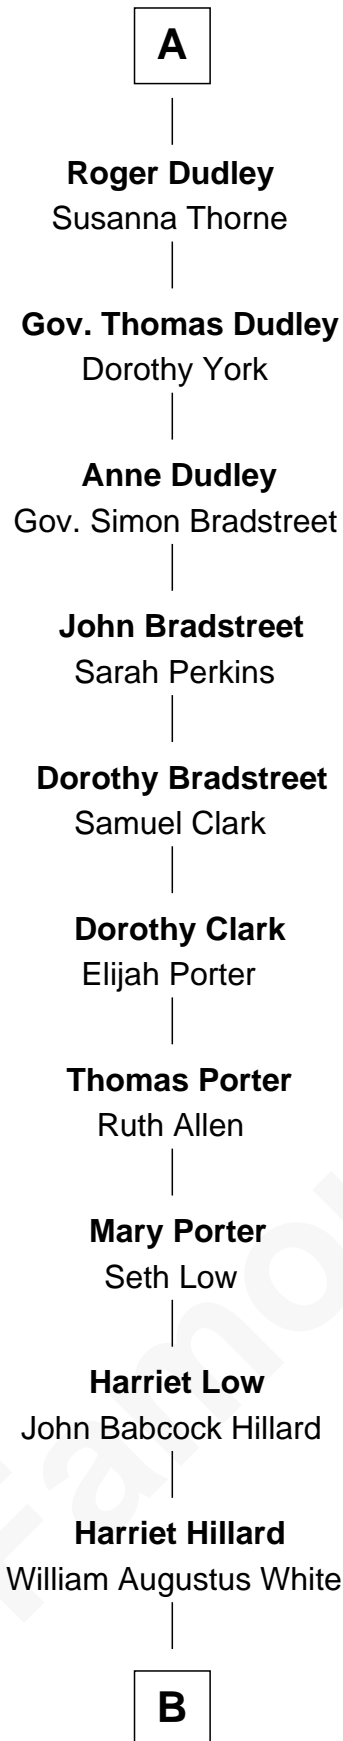 A
Roger Dudley
Susanna Thorne
Gov. Thomas Dudley
Dorothy York
Anne Dudley
Gov. Simon Bradstreet
John Bradstreet
Sarah Perkins
Dorothy Bradstreet
Samuel Clark
Dorothy Clark
Elijah Porter
Thomas Porter
Ruth Allen
Mary Porter
Seth Low
Harriet Low
John Babcock Hillard
Harriet Hillard
William Augustus White
B